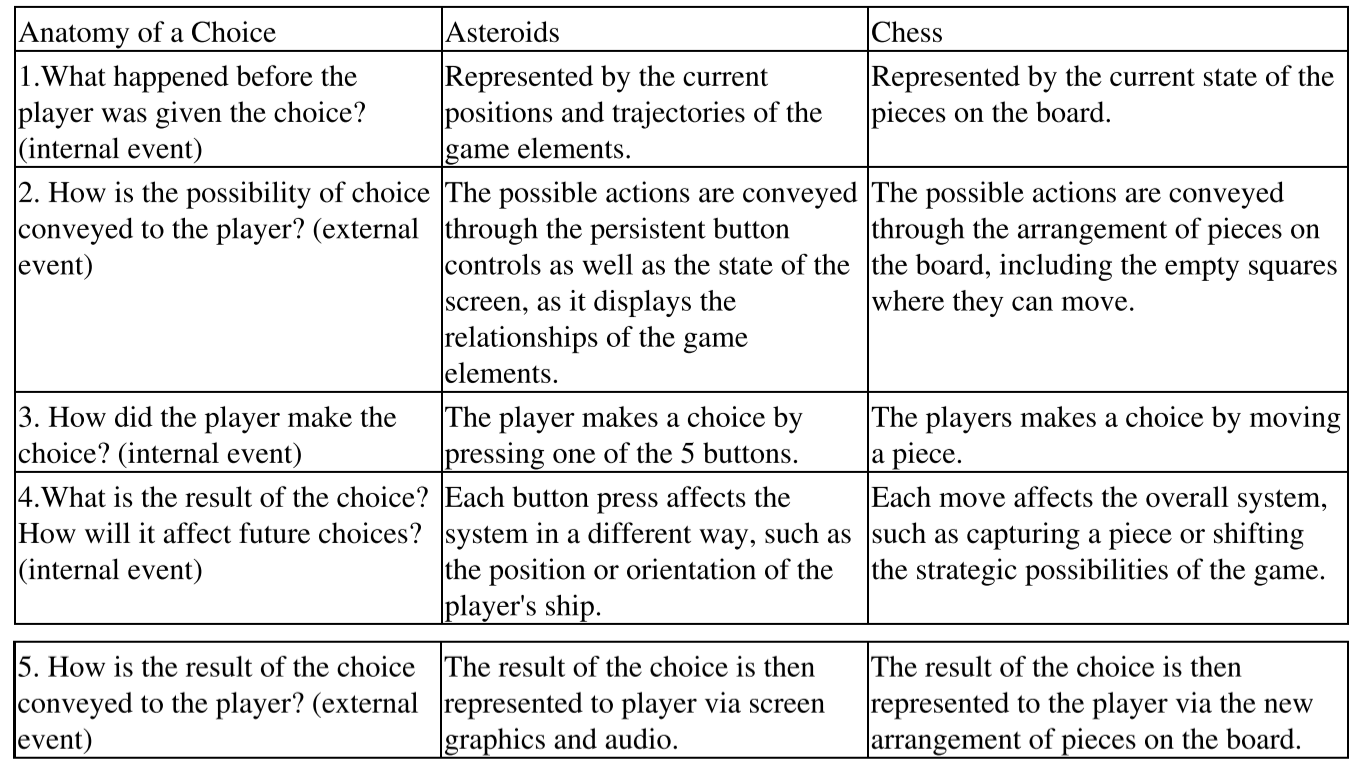 Anatomy of a Choice
Asteroids
Chess
1.What happened before the
player was given the choice?
(internal event)
Represented by the current
positions and trajectories of the
game elements.
Represented by the current state of the
pieces on the board.
2. How is the possibility of choice
conveyed to the player? (external
event)
The possible actions are conveyed
through the persistent button
controls as well as the state of the
screen, as it displays the
relationships of the game
elements.
The possible actions are conveyed
through the arrangement of pieces on
the board, including the empty squares
where they can move.
3. How did the player make the
choice? (internal event)
The player makes a choice by
pressing one of the 5 buttons.
The players makes a choice by moving
a piece.
4.What is the result of the choice?
How will it affect future choices?
(internal event)
Each button press affects the
system in a different way, such as
the position or orientation of the
player's ship.
Each move affects the overall system,
such as capturing a piece or shifting
the strategic possibilities of the game.
5. How is the result of the choice
conveyed to the player? (external
event)
The result of the choice is then
represented to player via screen
graphics and audio.
The result of the choice is then
represented to the player via the new
arrangement of pieces on the board.